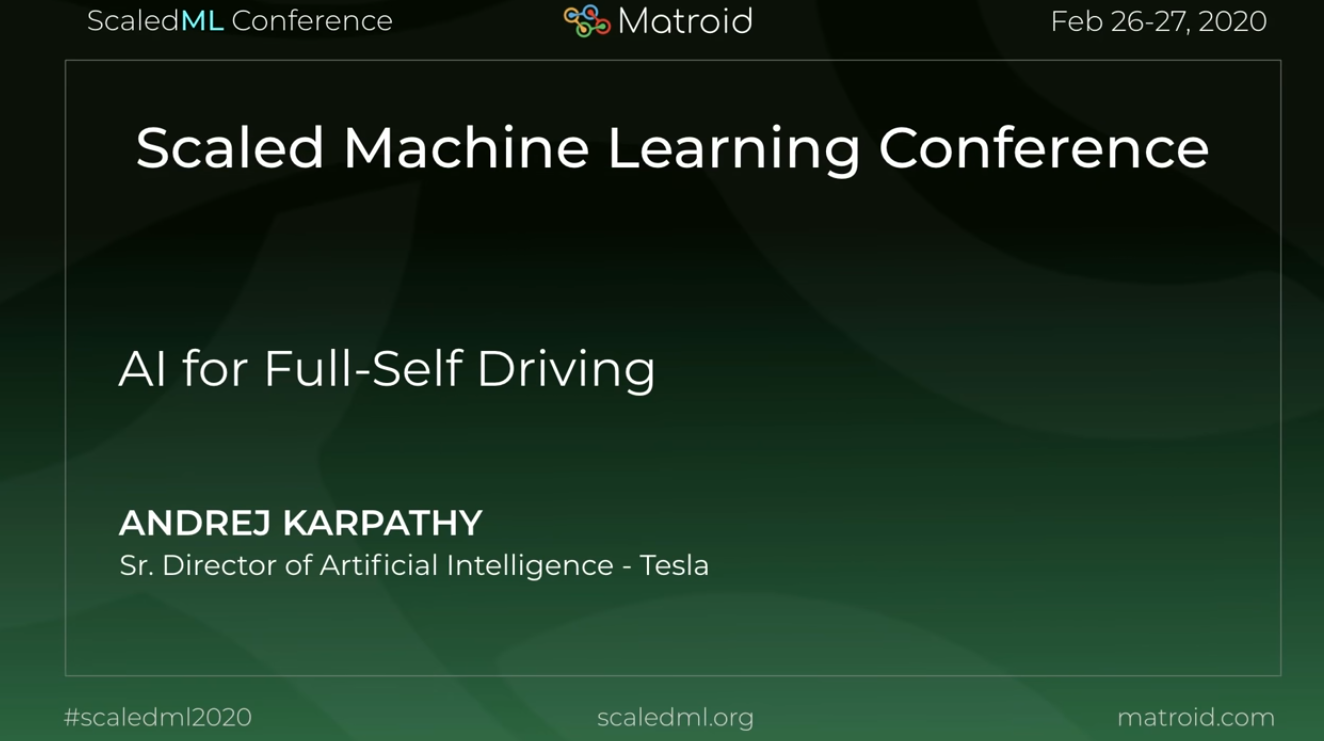 ScaledML Conference
Matroid
Feb 26-27, 2020
Scaled Machine Learning Conference
AI for Full-Self Driving
ANDREJ KARPATHY
Sr. Director of Artificial Intelligence - Tesla
#scaledml2020
scaledml.org
matroid.com